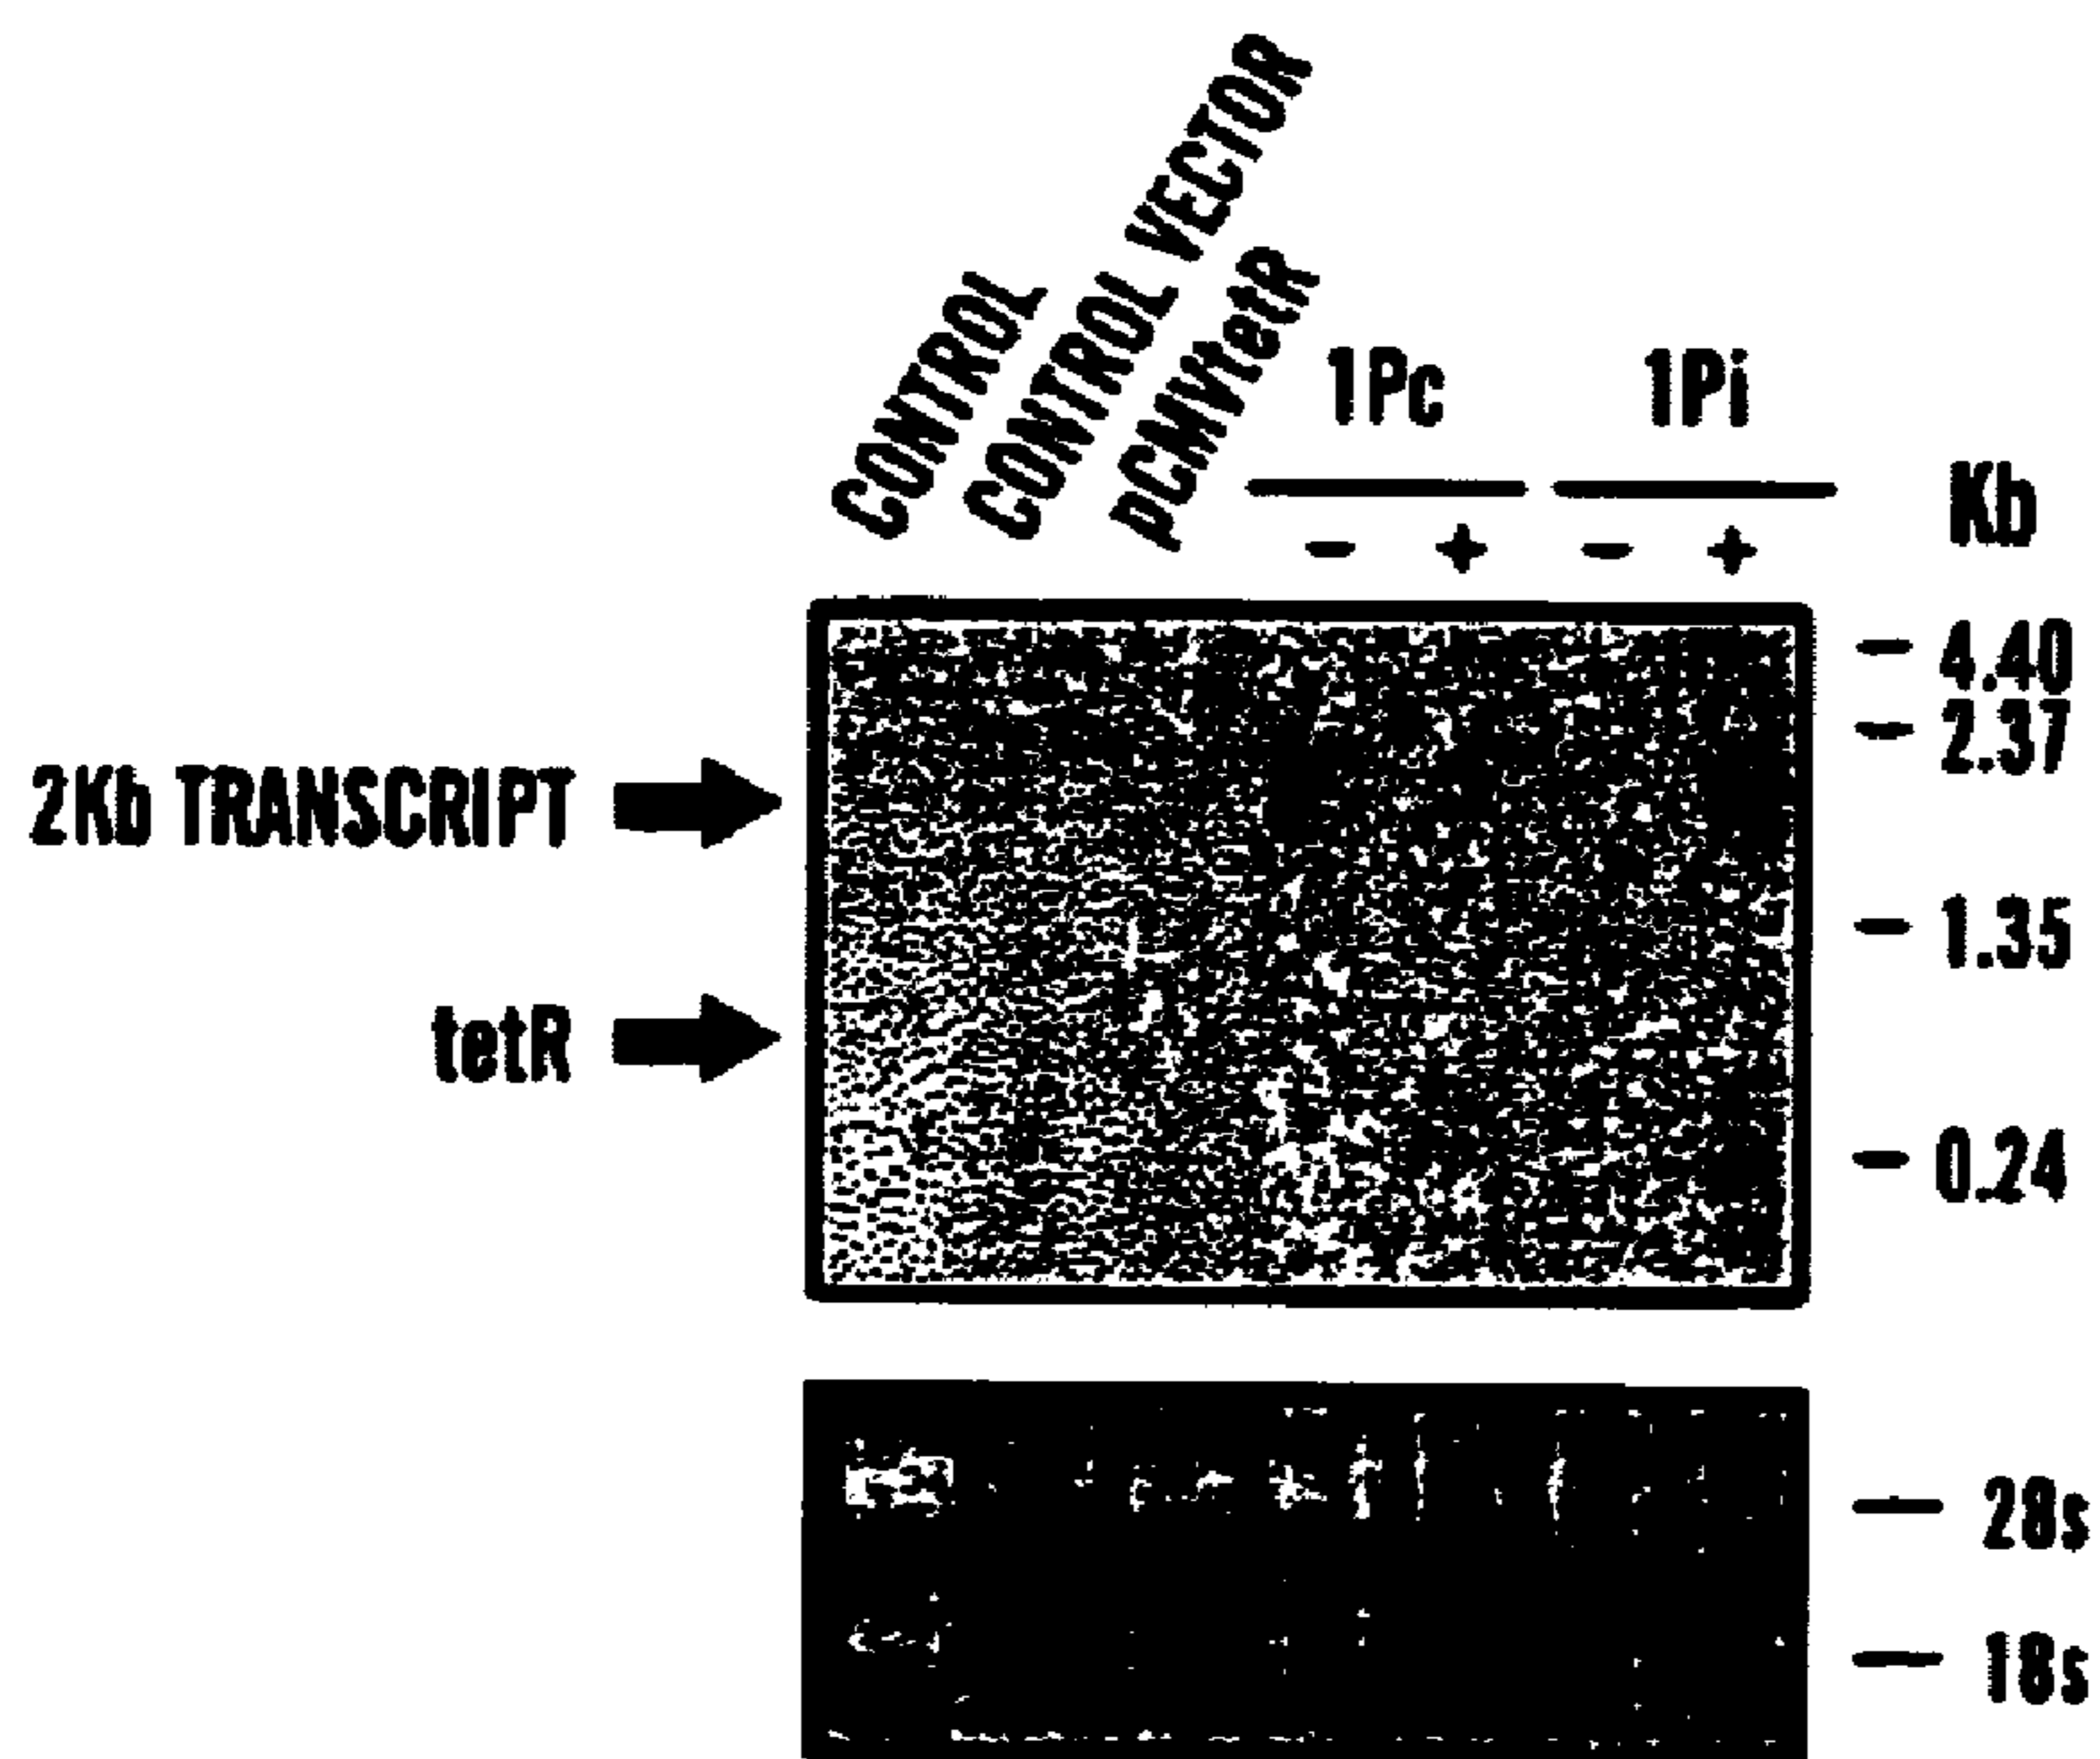 CONTROL
CONTROL VECTOR
pCMVtetR
1Pc
1Pi
- + - +
Kb
4.40
2.37
2Kb TRANSCRIPT
1.35
tetR
0.24
28s
18s